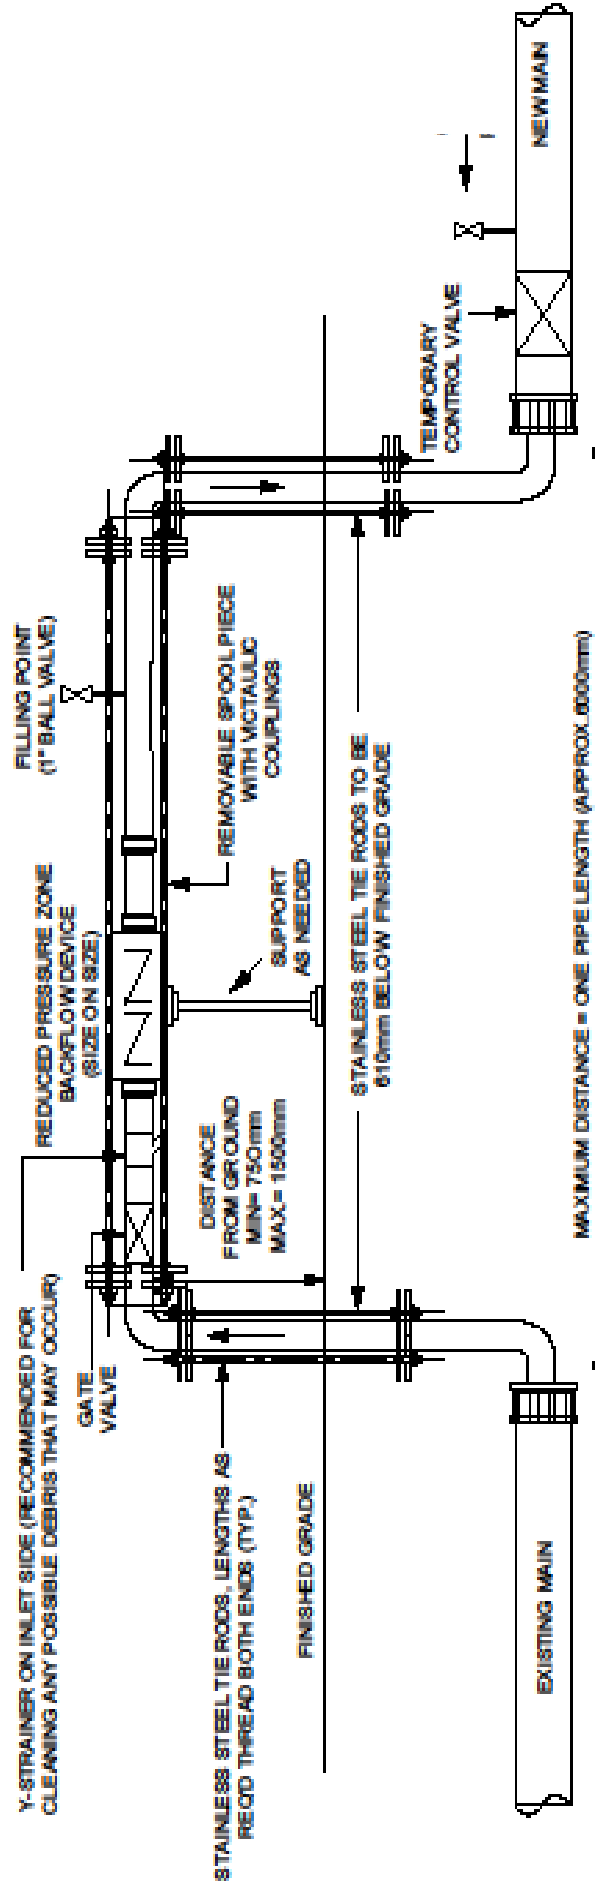 Y-STRAINER ON INLET SIDE (RECOMMENDED FOR
CLEANING ANY POSSIBLE DEBRIS THAT MAY OCCUR)
GATE
VALVE
REDUCED PRESSURE ZONE
BACKFLOW DEVICE
(SIZE ON SIZE)
FILLING POINT
(1" BALL VALVE)
STAINLESS STEEL TIE RODS, LENGTHS AS
REQ'D THREAD BOTH ENDS (TYP.)
DISTANCE
FROM GROUND
MIN= 750mm
MAX.= 1500mm
SUPPORT
AS NEEDED
REMOVABLE SPOOL PIECE
WITH VICTAULIC
COUPLINGS
FINISHED GRADE
STAINLESS STEEL TIE RODS TO BE
610mm BELOW FINISHED GRADE
TEMPORARY
CONTROL VALVE
EXISTING MAIN
NEW MAIN
MAXIMUM DISTANCE = ONE PIPE LENGTH (APPROX. 6000mm)